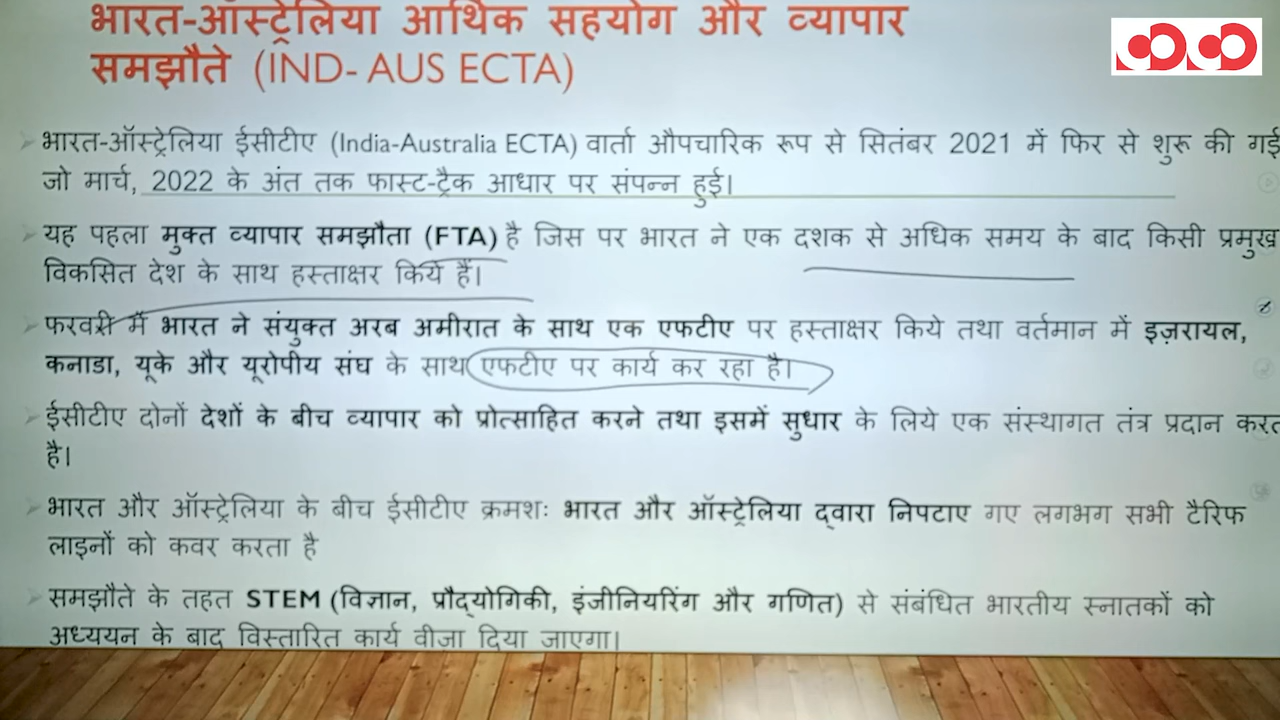 भारत-ऑस्ट्रेलिया आर्थिक सहयोग और व्यापार
समझौते (IND- AUS ECTA)
भारत-ऑस्ट्रेलिया ईसीटीए (India-Australia ECTA) वार्ता औपचारिक रूप से सितंबर 2021 में फिर से शुरू की गई
जो मार्च, 2022 के अंत तक फास्ट-ट्रैक आधार पर संपन्न हुई।
यह पहला मुक्त व्यापार समझौता (FTA) है जिस पर भारत ने एक दशक से अधिक समय के बाद किसी प्रमुख
विकसित देश के साथ हस्ताक्षर किये हैं।
फरवरी में भारत ने संयुक्त अरब अमीरात के साथ एक एफटीए पर हस्ताक्षर किये तथा वर्तमान में इज़रायल,
कनाडा, यूके और यूरोपीय संघ के साथ एफटीए पर कार्य कर रहा है।
ईसीटीए दोनों देशों के बीच व्यापार को प्रोत्साहित करने तथा इसमें सुधार के लिये एक संस्थागत तंत्र प्रदान करत
है।
भारत और ऑस्ट्रेलिया के बीच ईसीटीए क्रमशः भारत और ऑस्ट्रेलिया द्वारा निपटाए गए लगभग सभी टैरिफ
लाइनों को कवर करता है
समझौते के तहत STEM (विज्ञान, प्रौद्योगिकी, इंजीनियरिंग और गणित) से संबंधित भारतीय स्नातकों को
अध्ययन के बाद विस्तारित कार्य वीज़ा दिया जाएगा।